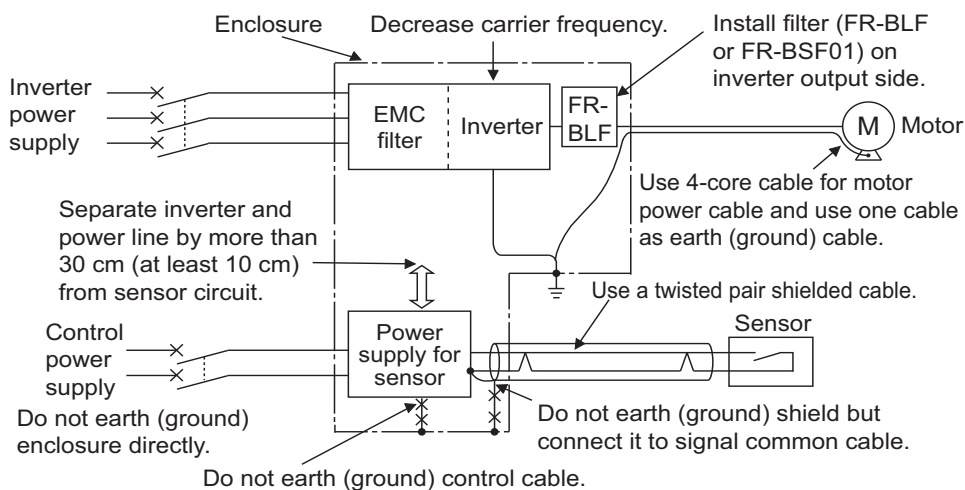 Enclosure
Decrease carrier frequency.
Install filter (FR-BLF
or FR-BSF01) on
inverter output side.
Inverter
power
supply
EMC
filter
Inverter
FR-
BLF
M
Motor
Use 4-core cable for motor
power cable and use one cable
as earth (ground) cable.
Separate inverter and
power line by more than
30 cm (at least 10 cm)
from sensor circuit.
Use a twisted pair shielded cable.
Control
power
supply
Power
supply for
sensor
Sensor
Do not earth (ground)
enclosure directly.
Do not earth (ground) shield but
connect it to signal common cable.
Do not earth (ground) control cable.